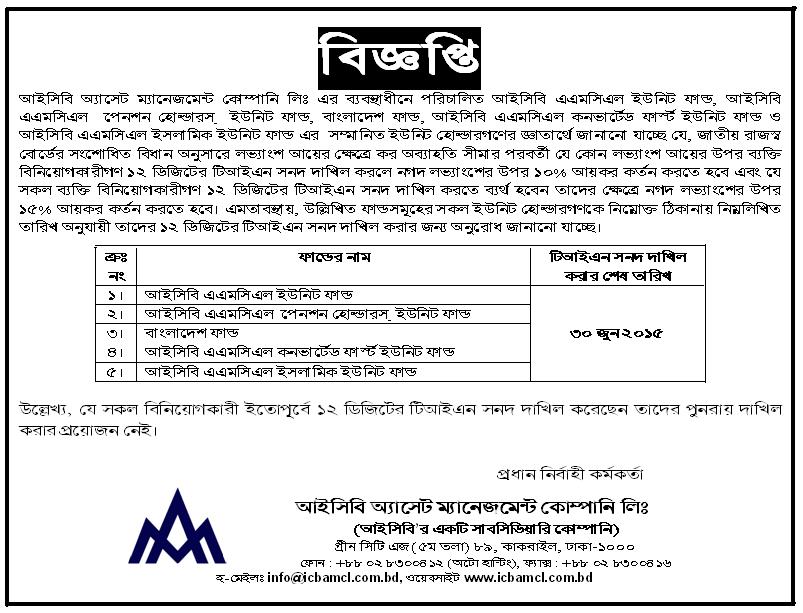 বিজ্ঞপ্তি
আইসিবি অ্যাসেট ম্যানেজমেন্ট কোম্পানি লিঃ এর ব্যবস্থাধীনে পরিচালিত আইসিবি এএমসিএল ইউনিট ফান্ড, আইসিবি
এএমসিএল পেনশন হোল্ডারস্ ইউনিট ফান্ড, বাংলাদেশ ফান্ড, আইসিবি এএমসিএল কনভার্টেড ফার্স্ট ইউনিট ফান্ড ও
আইসিবি এএমসিএল ইসলামিক ইউনিট ফান্ড এর সম্মানিত ইউনিট হোল্ডারগণের জ্ঞাতার্থে জানানো যাচ্ছে যে, জাতীয় রাজস্ব
বোর্ডের সংশোধিত বিধান অনুসারে লভ্যাংশ আয়ের ক্ষেত্রে কর অব্যাহতি সীমার পরবর্তী যে কোন লভ্যাংশ আয়ের উপর ব্যক্তি
বিনিয়োগকারীগণ ১২ ডিজিটের টিআইএন সনদ দাখিল করলে নগদ লভ্যাংশের উপর ১০% আয়কর কর্তন করতে হবে এবং যে
সকল ব্যক্তি বিনিয়োগকারীগণ ১২ ডিজিটের টিআইএন সনদ দাখিল করতে ব্যর্থ হবেন তাদের ক্ষেত্রে নগদ লভ্যাংশের উপর
১৫% আয়কর কর্তন করতে হবে। এমতাবস্থায়, উল্লিখিত ফান্ডসমূহের সকল ইউনিট হোল্ডারগণকে নিম্নোক্ত ঠিকানায় নিম্নলিখিত
তারিখ অনুযায়ী তাদের ১২ ডিজিটের টিআইএন সনদ দাখিল করার জন্য অনুরোধ জানানো যাচ্ছে।
ক্রঃ নং ফান্ডের নাম টিআইএন সনদ দাখিল করার শেষ তারিখ
১। আইসিবি এএমসিএল ইউনিট ফান্ড
২। আইসিবি এএমসিএল পেনশন হোল্ডারস্ ইউনিট ফান্ড
৩। বাংলাদেশ ফান্ড ৩০ জুন ২০১৫
৪। আইসিবি এএমসিএল কনভার্টেড ফার্স্ট ইউনিট ফান্ড
৫। আইসিবি এএমসিএল ইসলামিক ইউনিট ফান্ড
উল্লেখ্য, যে সকল বিনিয়োগকারী ইতোপূর্বে ১২ ডিজিটের টিআইএন সনদ দাখিল করেছেন তাদের পুনরায় দাখিল
করার প্রয়োজন নেই।
প্রধান নির্বাহী কর্মকর্তা
আইসিবি অ্যাসেট ম্যানেজমেন্ট কোম্পানি লিঃ
(আইসিবি'র একটি সাবসিডিয়ারি কোম্পানি)
গ্রীন সিটি এজ (৫ম তলা) ৮৯, কাকরাইল, ঢাকা-১০০০
ফোন : +৮৮ ০২ ৮৩০০৪১২ (অটো হান্টিং), ফ্যাক্স : +৮৮ ০২ ৮৩০০৪১৬
ই-মেইলঃ info@icbamcl.com.bd, ওয়েবসাইট www.icbamcl.com.bd